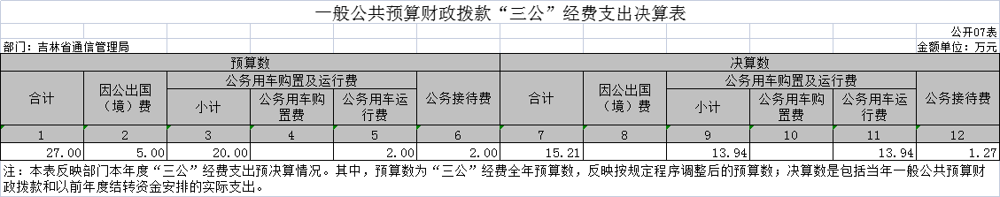 一般公共预算财政拨款“三公”经费支出决算表
公开07表
部门：吉林省通信管理局 金额单位：万元
预算数 决算数
合计 因公出国（境）费 公务用车购置及运行费 公务接待费 合计 因公出国（境）费 公务用车购置及运行费 公务接待费
小计 公务用车购置费 公务用车运行费 小计 公务用车购置费 公务用车运行费
1 2 3 4 5 6 7 8 9 10 11 12
27.00 5.00 20.00 2.00 2.00 15.21 13.94 13.94 1.27
注：本表反映部门本年度“三公”经费支出预决算情况。其中，预算数为“三公”经费全年预算数，反映按规定程序调整后的预算数；决算数是包括当年一般公共预算财
政拨款和以前年度结转资金安排的实际支出。